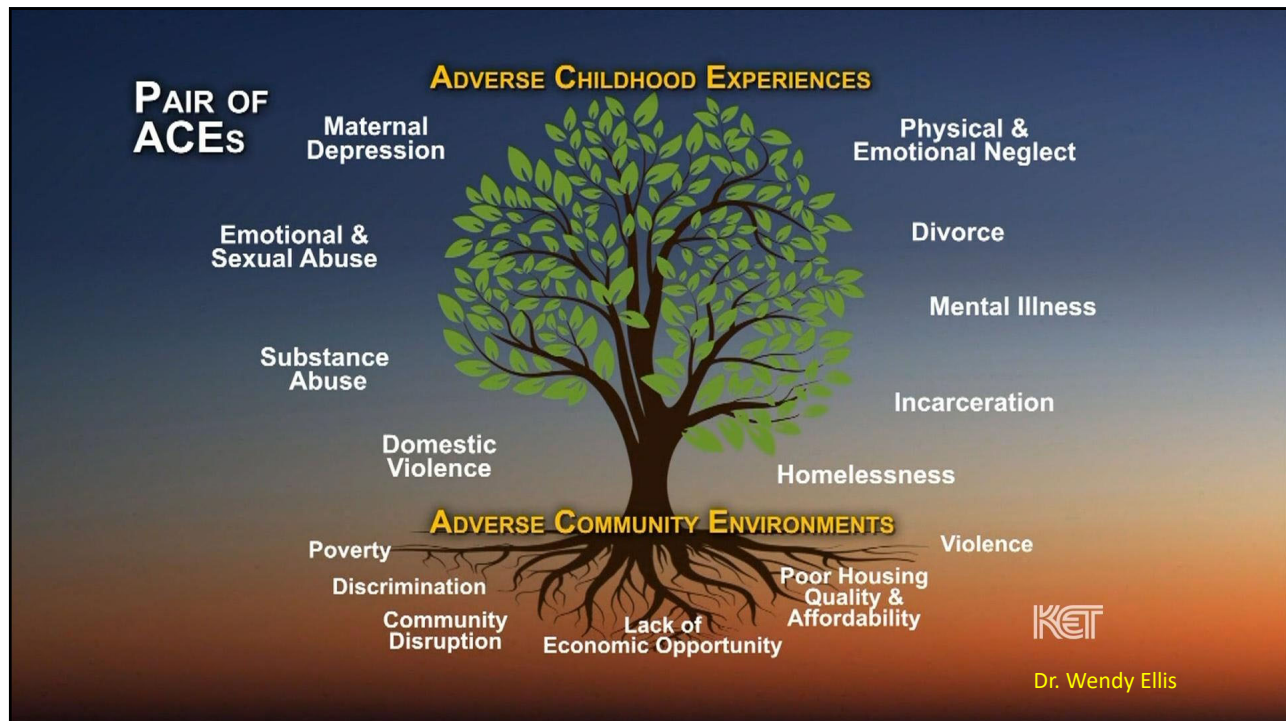 PAIR OF
ACEs
ADVERSE CHILDHOOD EXPERIENCES
Maternal
Depression
Physical &
Emotional Neglect
Emotional &
Sexual Abuse
Divorce
Mental Illness
Substance
Abuse
Incarceration
Domestic
Violence
Homelessness
ADVERSE COMMUNITY ENVIRONMENTS
Poverty
Violence
Discrimination
Poor Housing
Quality &
Affordability
Community
Disruption
Lack of
Economic Opportunity
KET
Dr. Wendy Ellis